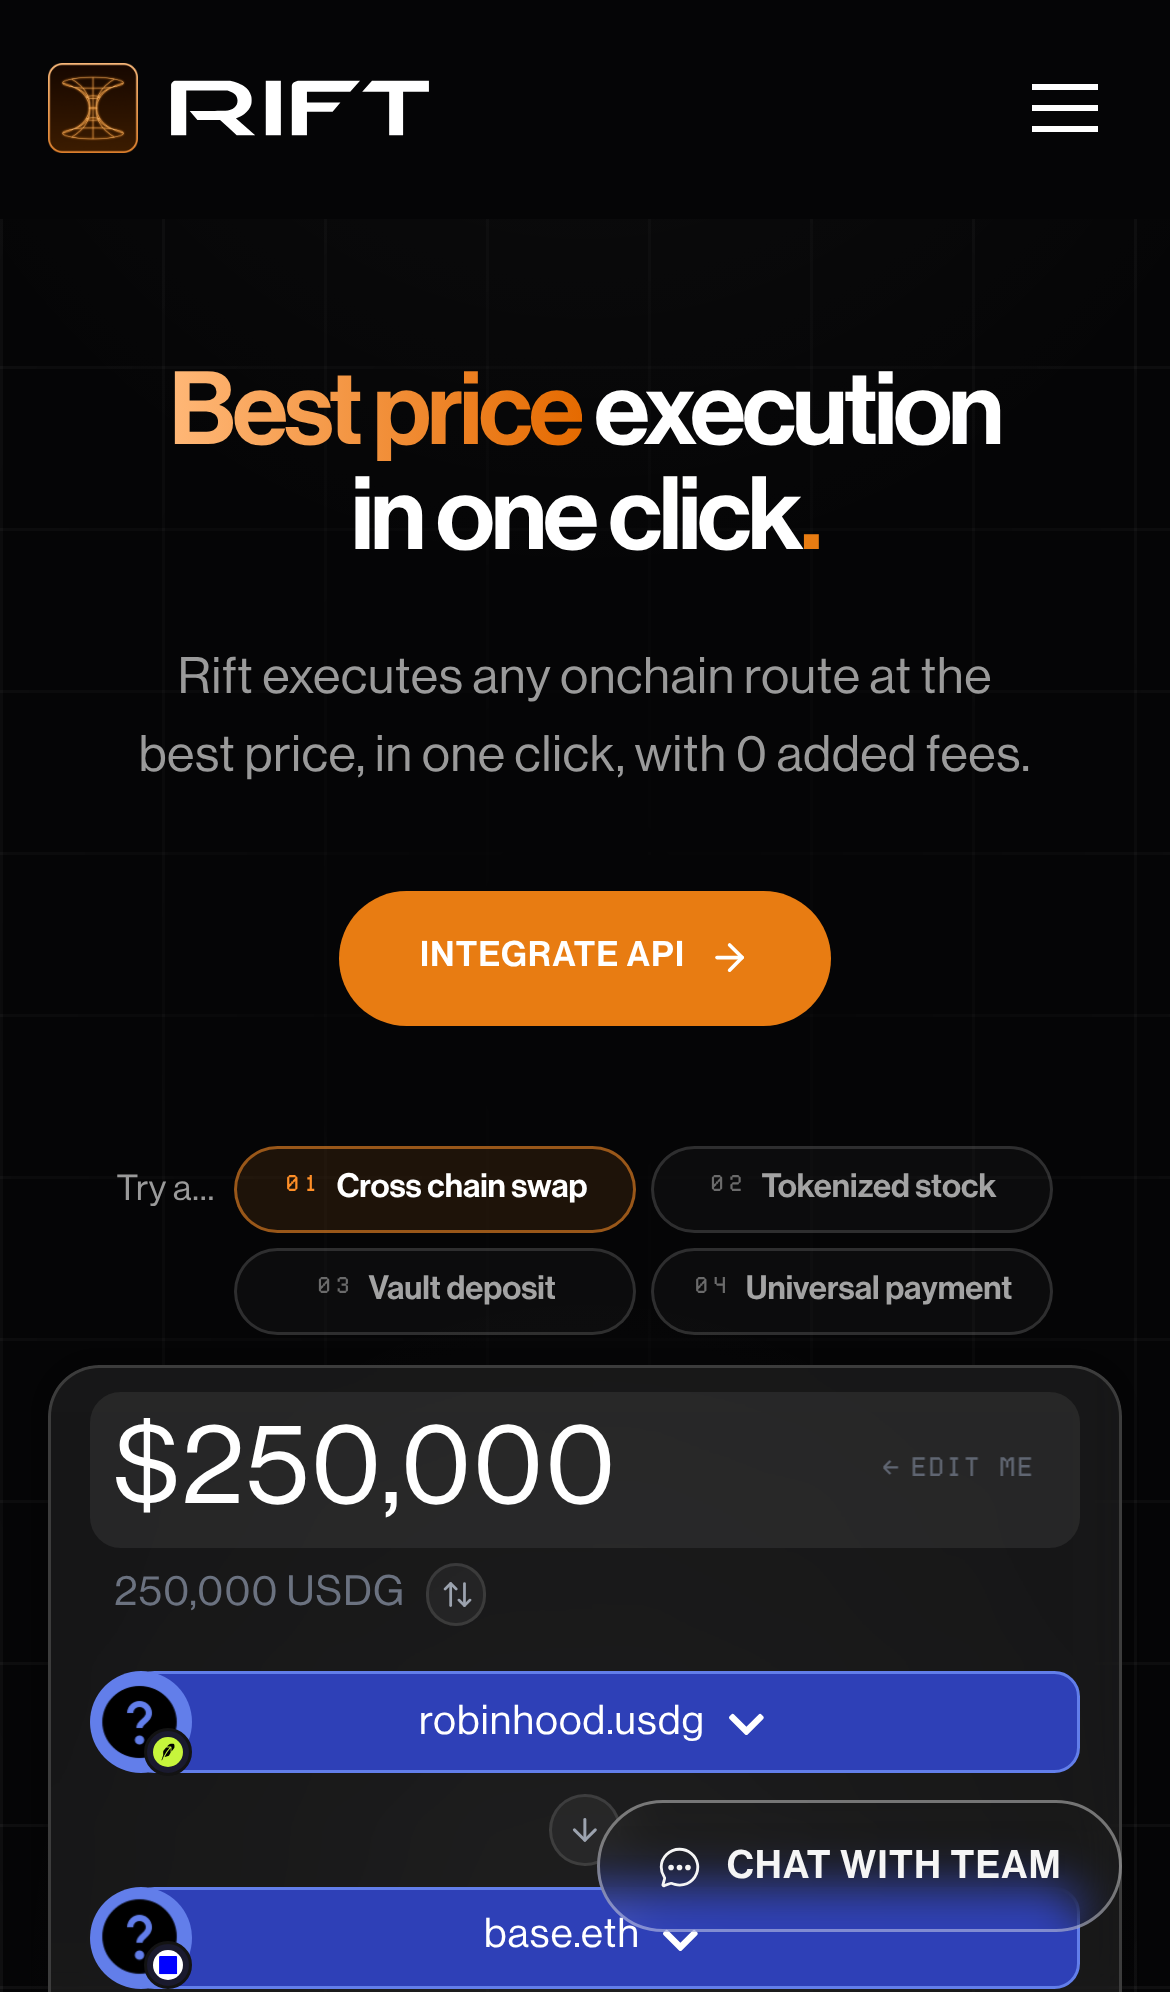 RIFT
Best price execution
in one click.
Rift executes any onchain route at the
best price, in one click, with 0 added fees.
INTEGRATE API →
Try a...
01 Cross chain swap
02 Tokenized stock
03 Vault deposit
04 Universal payment
$250,000
← EDIT ME
250,000 USDG
robinhood.usdg
CHAT WITH TEAM
base.eth